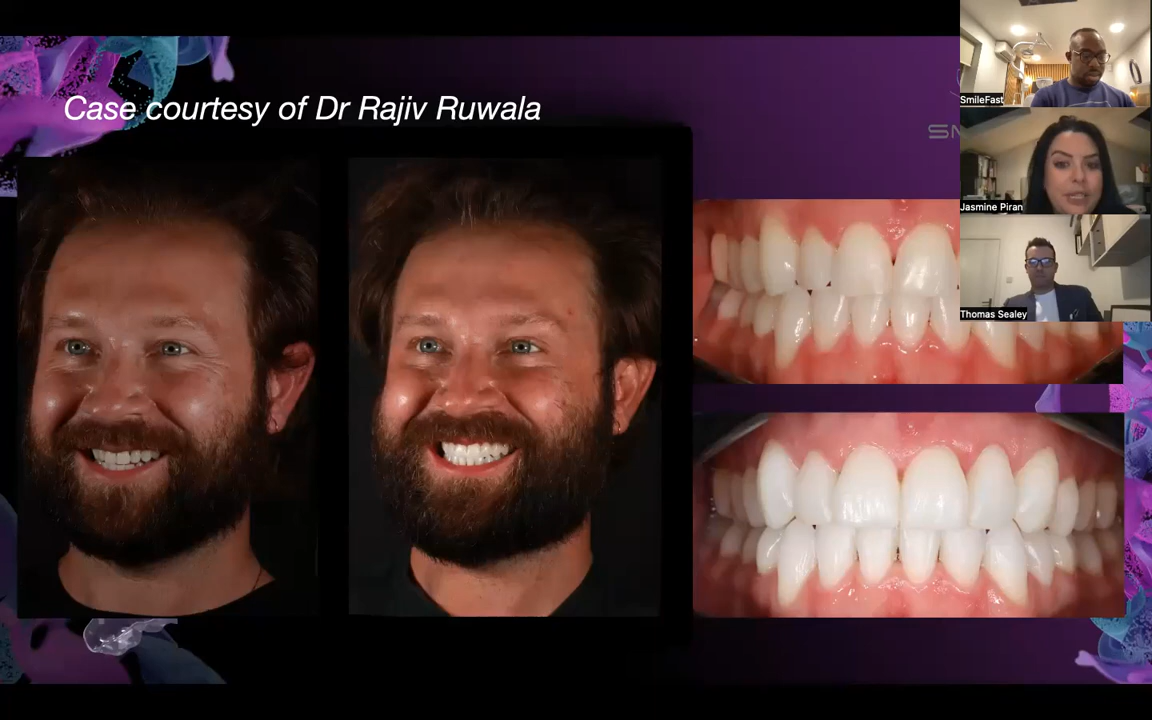 Case courtesy of Dr Rajiv Ruwala
SmileFast
Jasmine Piran
Thomas Sealey